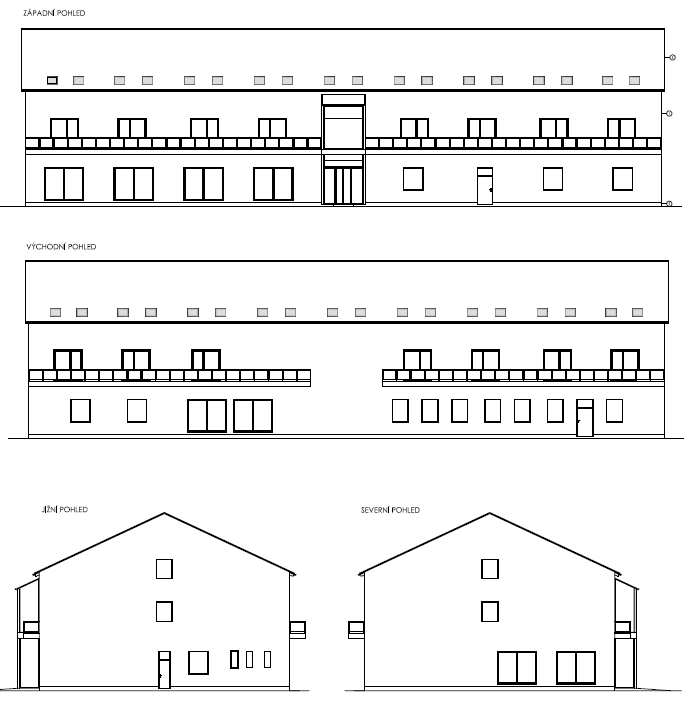 ZÁPADNÍ POHLED
VÝCHODNÍ POHLED
JIŽNÍ POHLED
SEVERNÍ POHLED